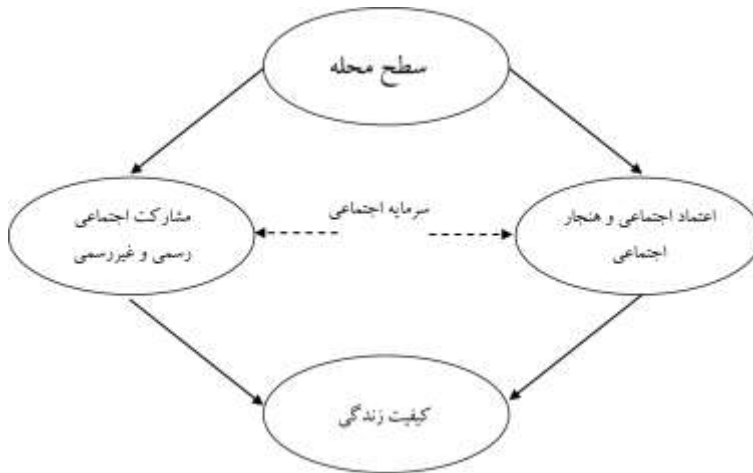 سطح محله
سرمایه اجتماعی
اعتماد اجتماعی و هنجار
اجتماعی
مشارکت اجتماعی
رسمی و غیررسمی
کیفیت زندگی